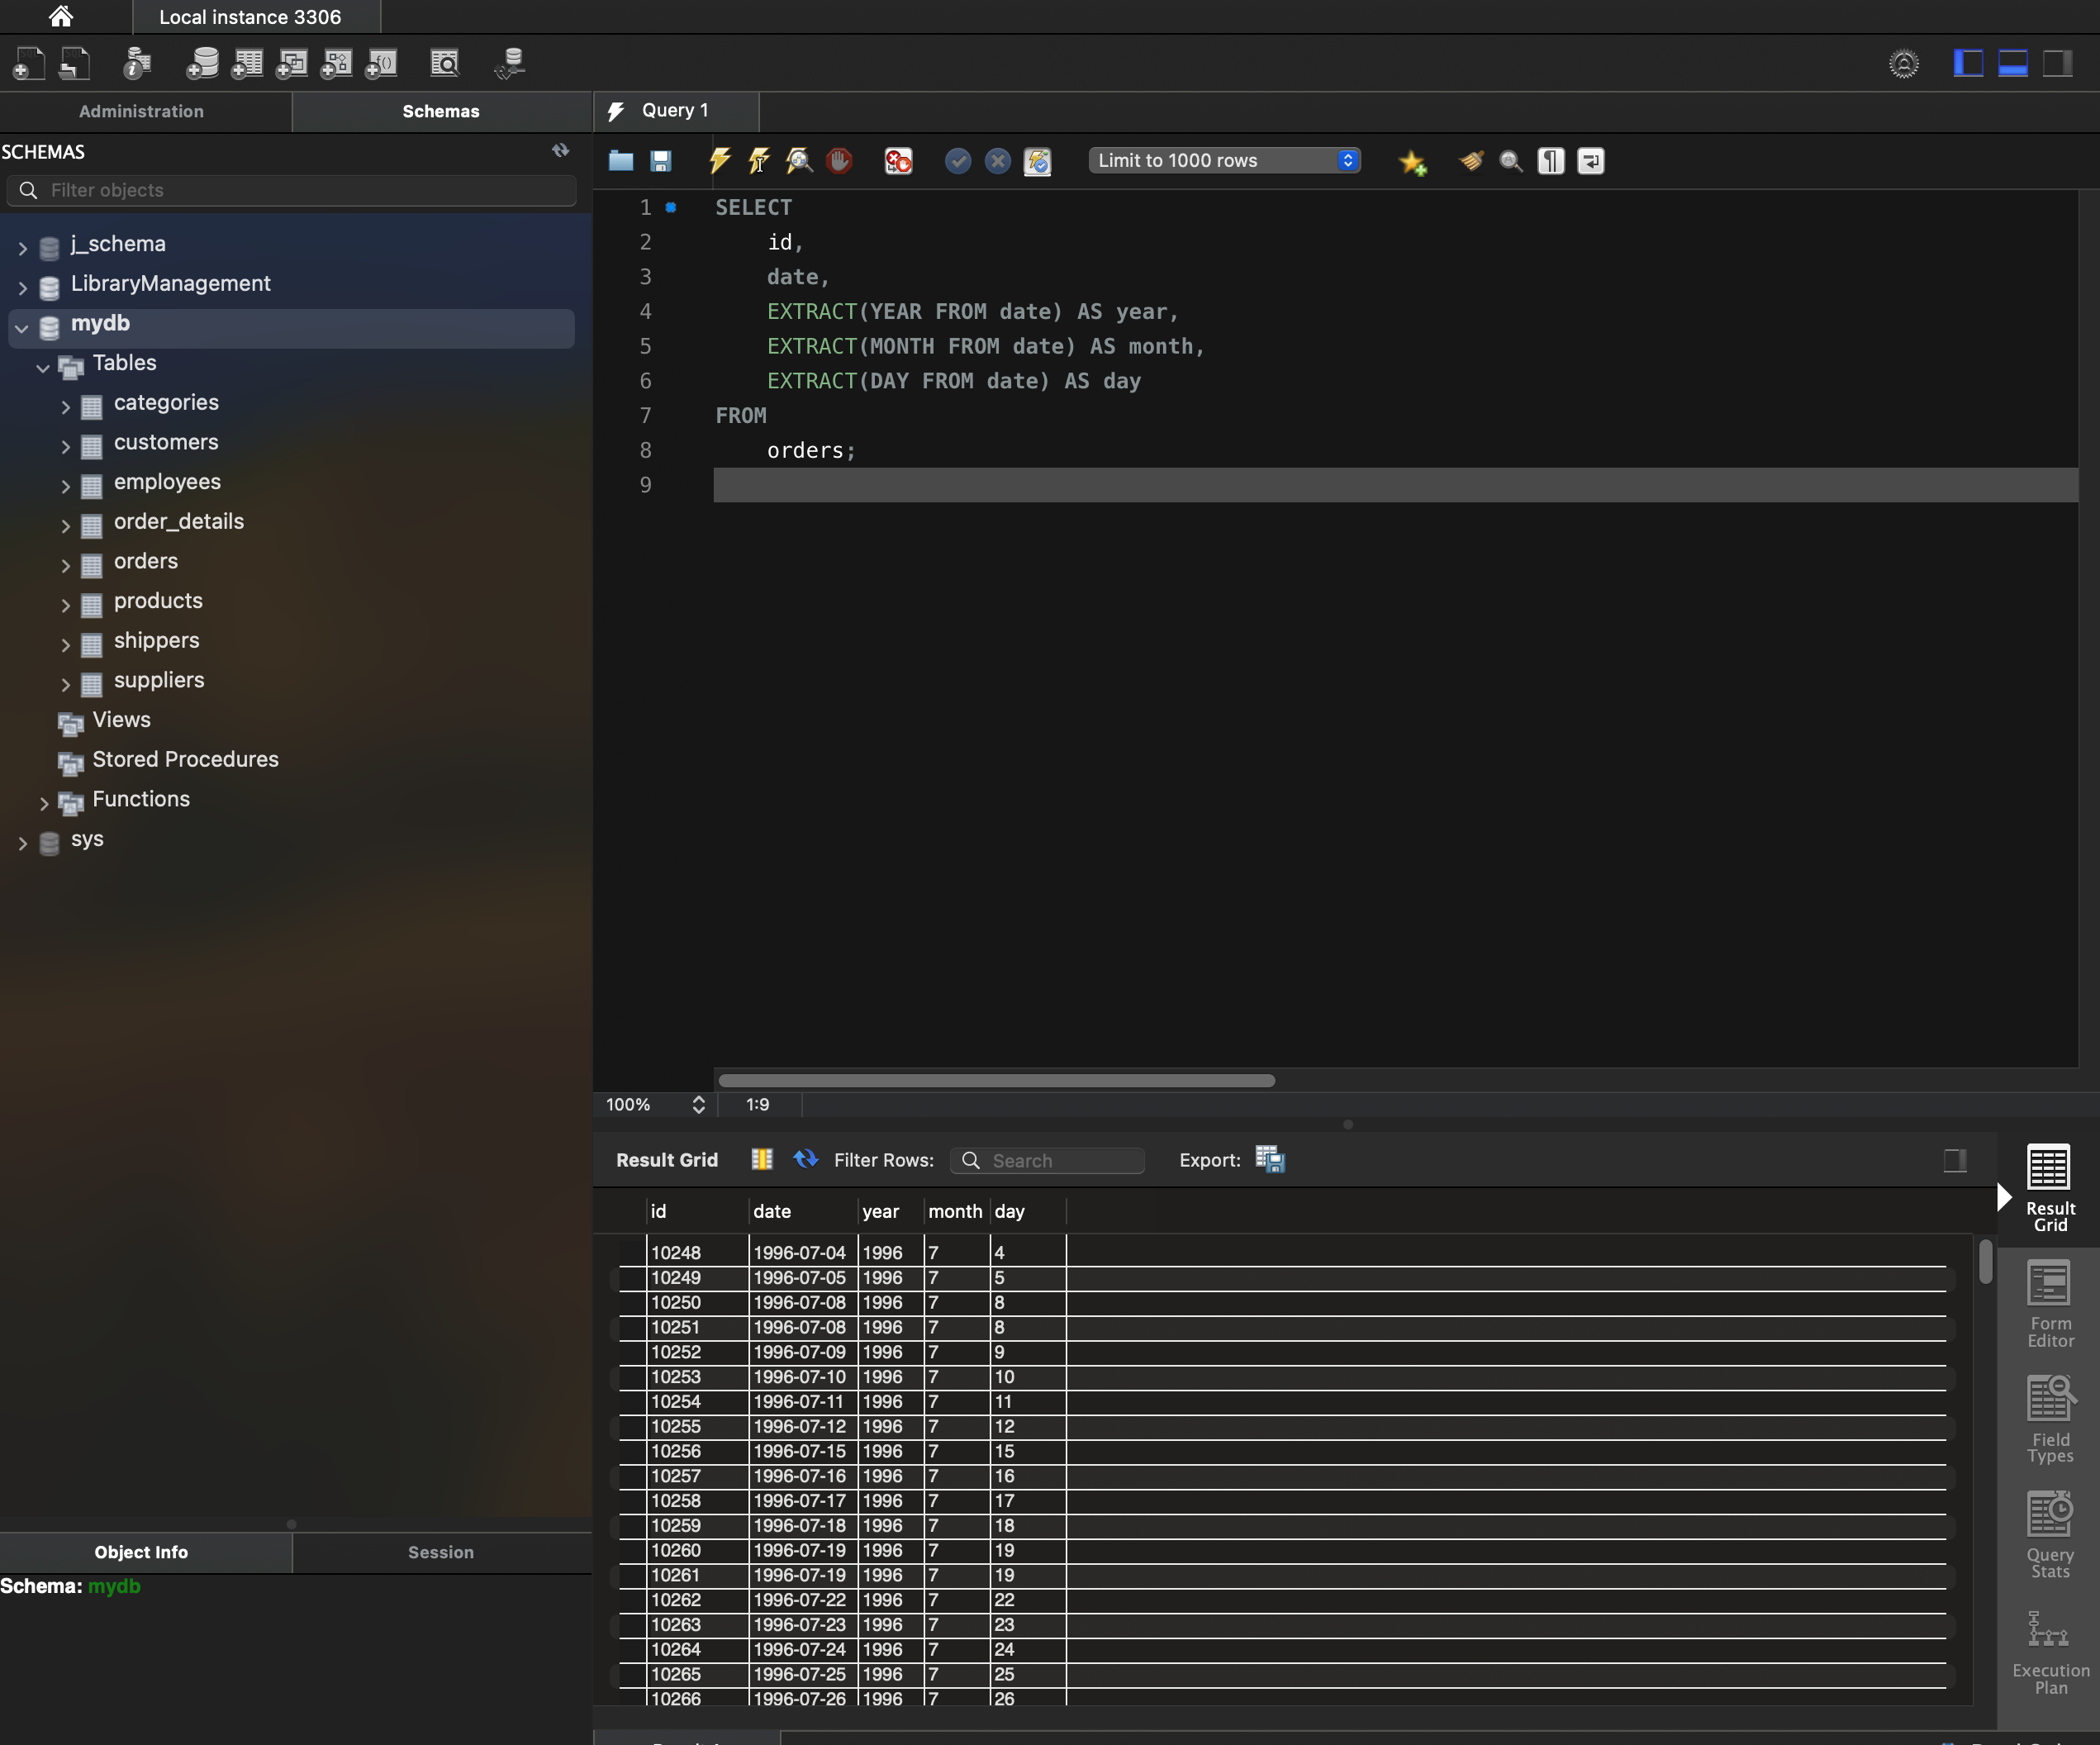 Local instance 3306
Administration
Schemas
Query 1
SCHEMAS
Filter objects
Limit to 1000 rows
j_schema
LibraryManagement
mydb
Tables
categories
customers
employees
order_details
orders
products
shippers
suppliers
Views
Stored Procedures
Functions
sys
1 SELECT
2 id,
3 date,
4 EXTRACT(YEAR FROM date) AS year,
5 EXTRACT(MONTH FROM date) AS month,
6 EXTRACT(DAY FROM date) AS day
7 FROM
8 orders;
9
100% 1:9
Result Grid Filter Rows: Search Export:
id date year month day
10248 1996-07-04 1996 7 4
10249 1996-07-05 1996 7 5
10250 1996-07-08 1996 7 8
10251 1996-07-08 1996 7 8
10252 1996-07-09 1996 7 9
10253 1996-07-10 1996 7 10
10254 1996-07-11 1996 7 11
10255 1996-07-12 1996 7 12
10256 1996-07-15 1996 7 15
10257 1996-07-16 1996 7 16
10258 1996-07-17 1996 7 17
10259 1996-07-18 1996 7 18
10260 1996-07-19 1996 7 19
10261 1996-07-19 1996 7 19
10262 1996-07-22 1996 7 22
10263 1996-07-23 1996 7 23
10264 1996-07-24 1996 7 24
10265 1996-07-25 1996 7 25
10266 1996-07-26 1996 7 26
Result
Grid
Form
Editor
Field
Types
Query
Stats
Execution
Plan
Object Info
Session
Schema: mydb